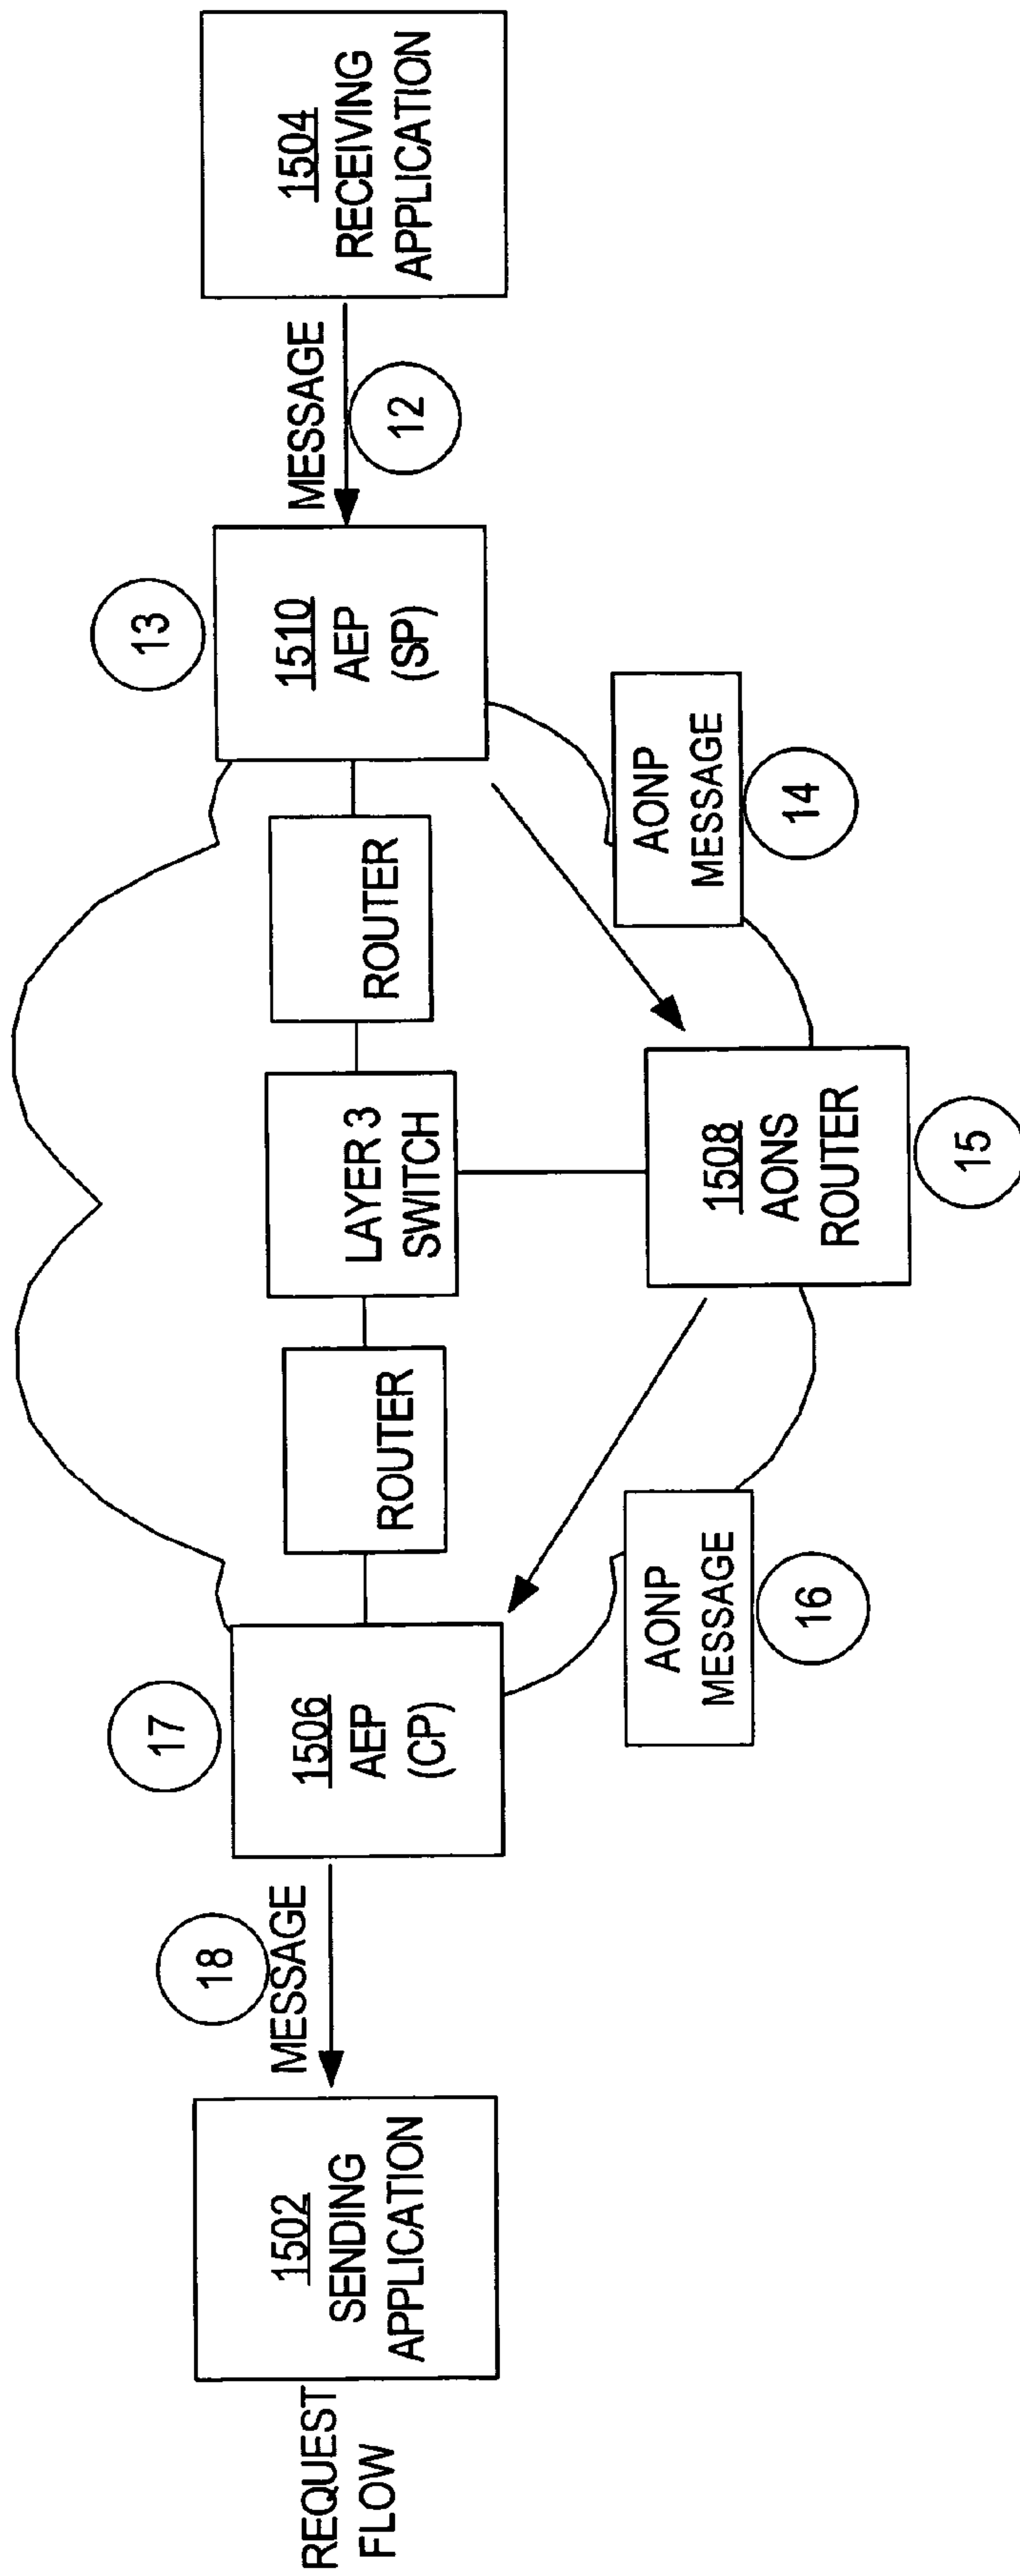 REQUEST
FLOW
1502
SENDING
APPLICATION
18
MESSAGE
17
1506
AEP
(CP)
16
AONP
MESSAGE
ROUTER
LAYER 3
SWITCH
15
1508
AONS
ROUTER
ROUTER
14
AONP
MESSAGE
13
1510
AEP
(SP)
12
MESSAGE
1504
RECEIVING
APPLICATION